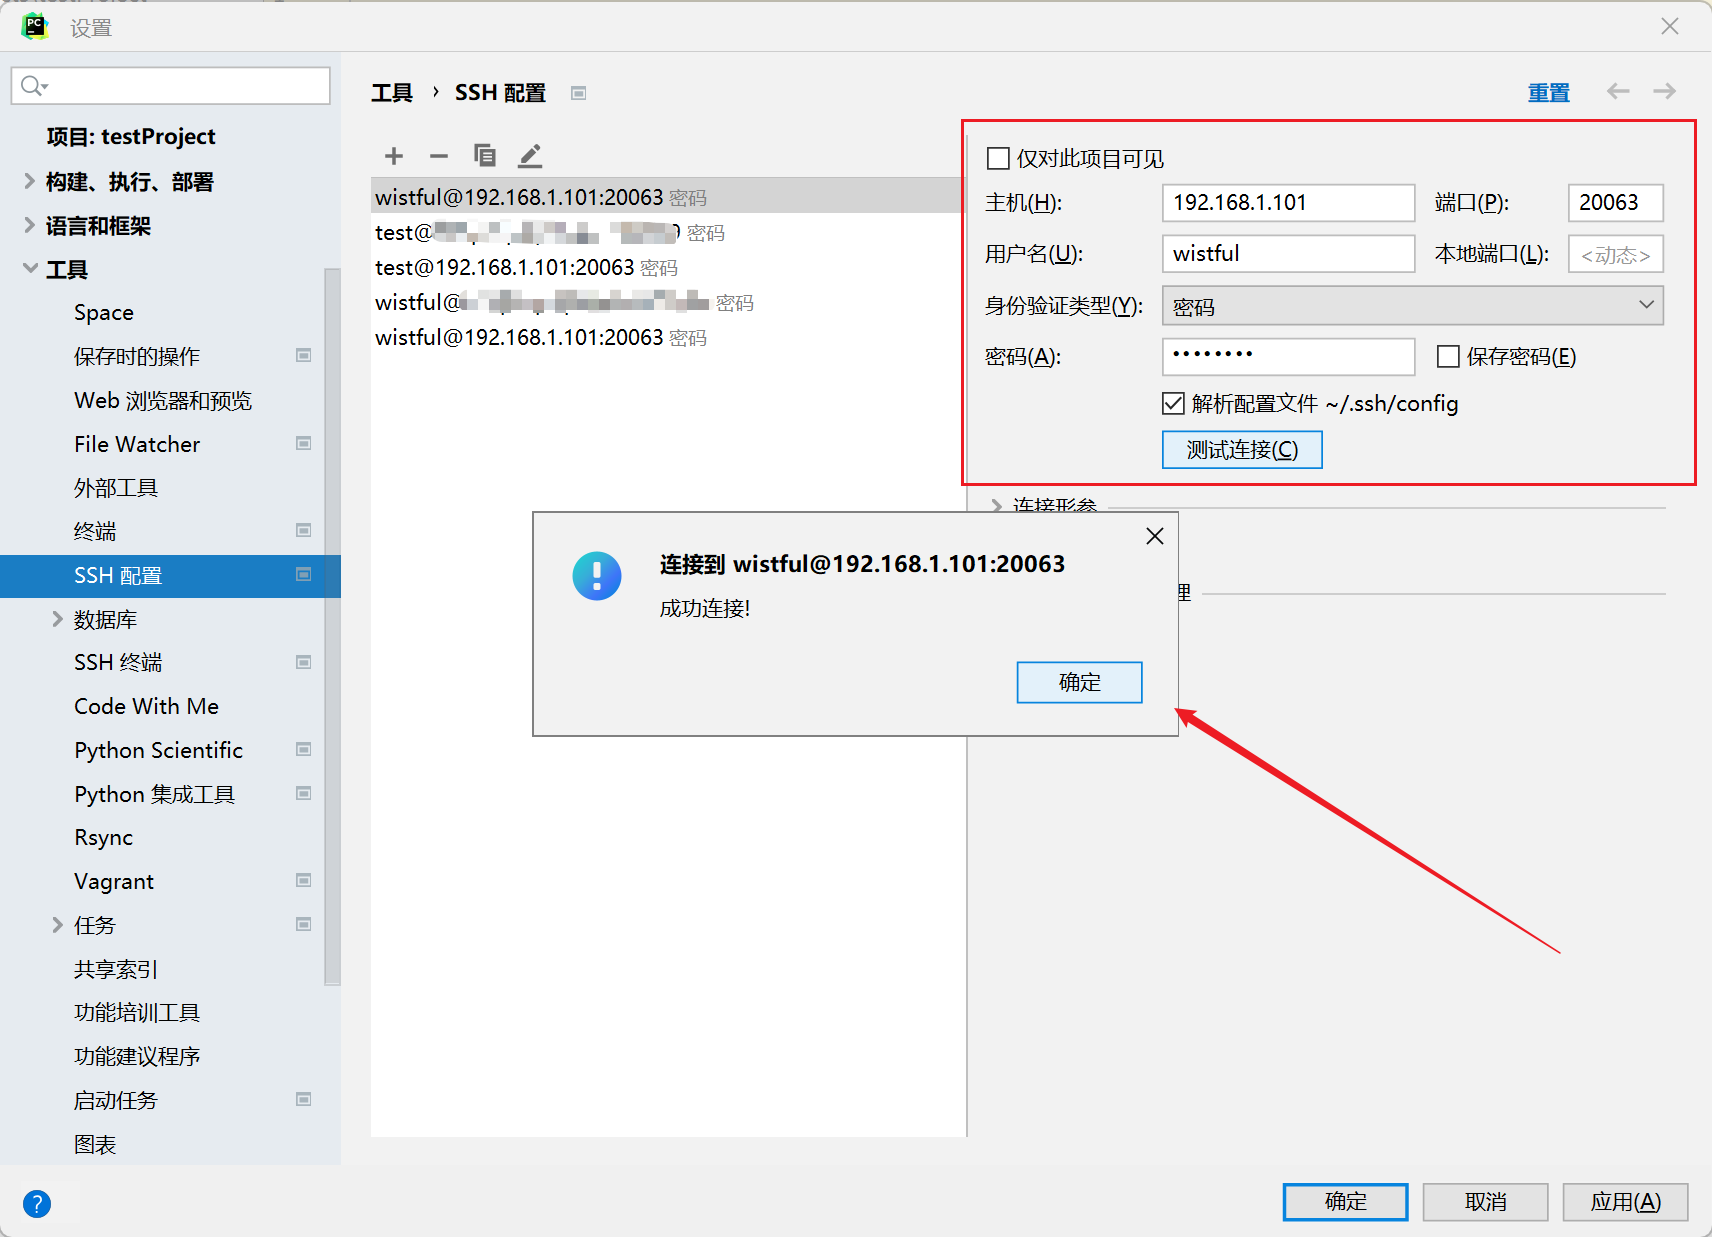 设置
工具 › SSH 配置
重置
项目: testProject
构建、执行、部署
语言和框架
工具
Space
保存时的操作
Web 浏览器和预览
File Watcher
外部工具
终端
SSH 配置
数据库
SSH 终端
Code With Me
Python Scientific
Python 集成工具
Rsync
Vagrant
任务
共享索引
功能培训工具
功能建议程序
启动任务
图表
wistful@192.168.1.101:20063 密码
test@ 密码
test@192.168.1.101:20063 密码
wistful@ 密码
wistful@192.168.1.101:20063 密码
仅对此项目可见
主机(H): 192.168.1.101 端口(P): 20063
用户名(U): wistful 本地端口(L): <动态>
身份验证类型(Y): 密码
密码(A): •••••••• 保存密码(E)
解析配置文件 ~/.ssh/config
测试连接(C)
连接形参
理
连接到 wistful@192.168.1.101:20063
成功连接!
确定
确定 取消 应用(A)